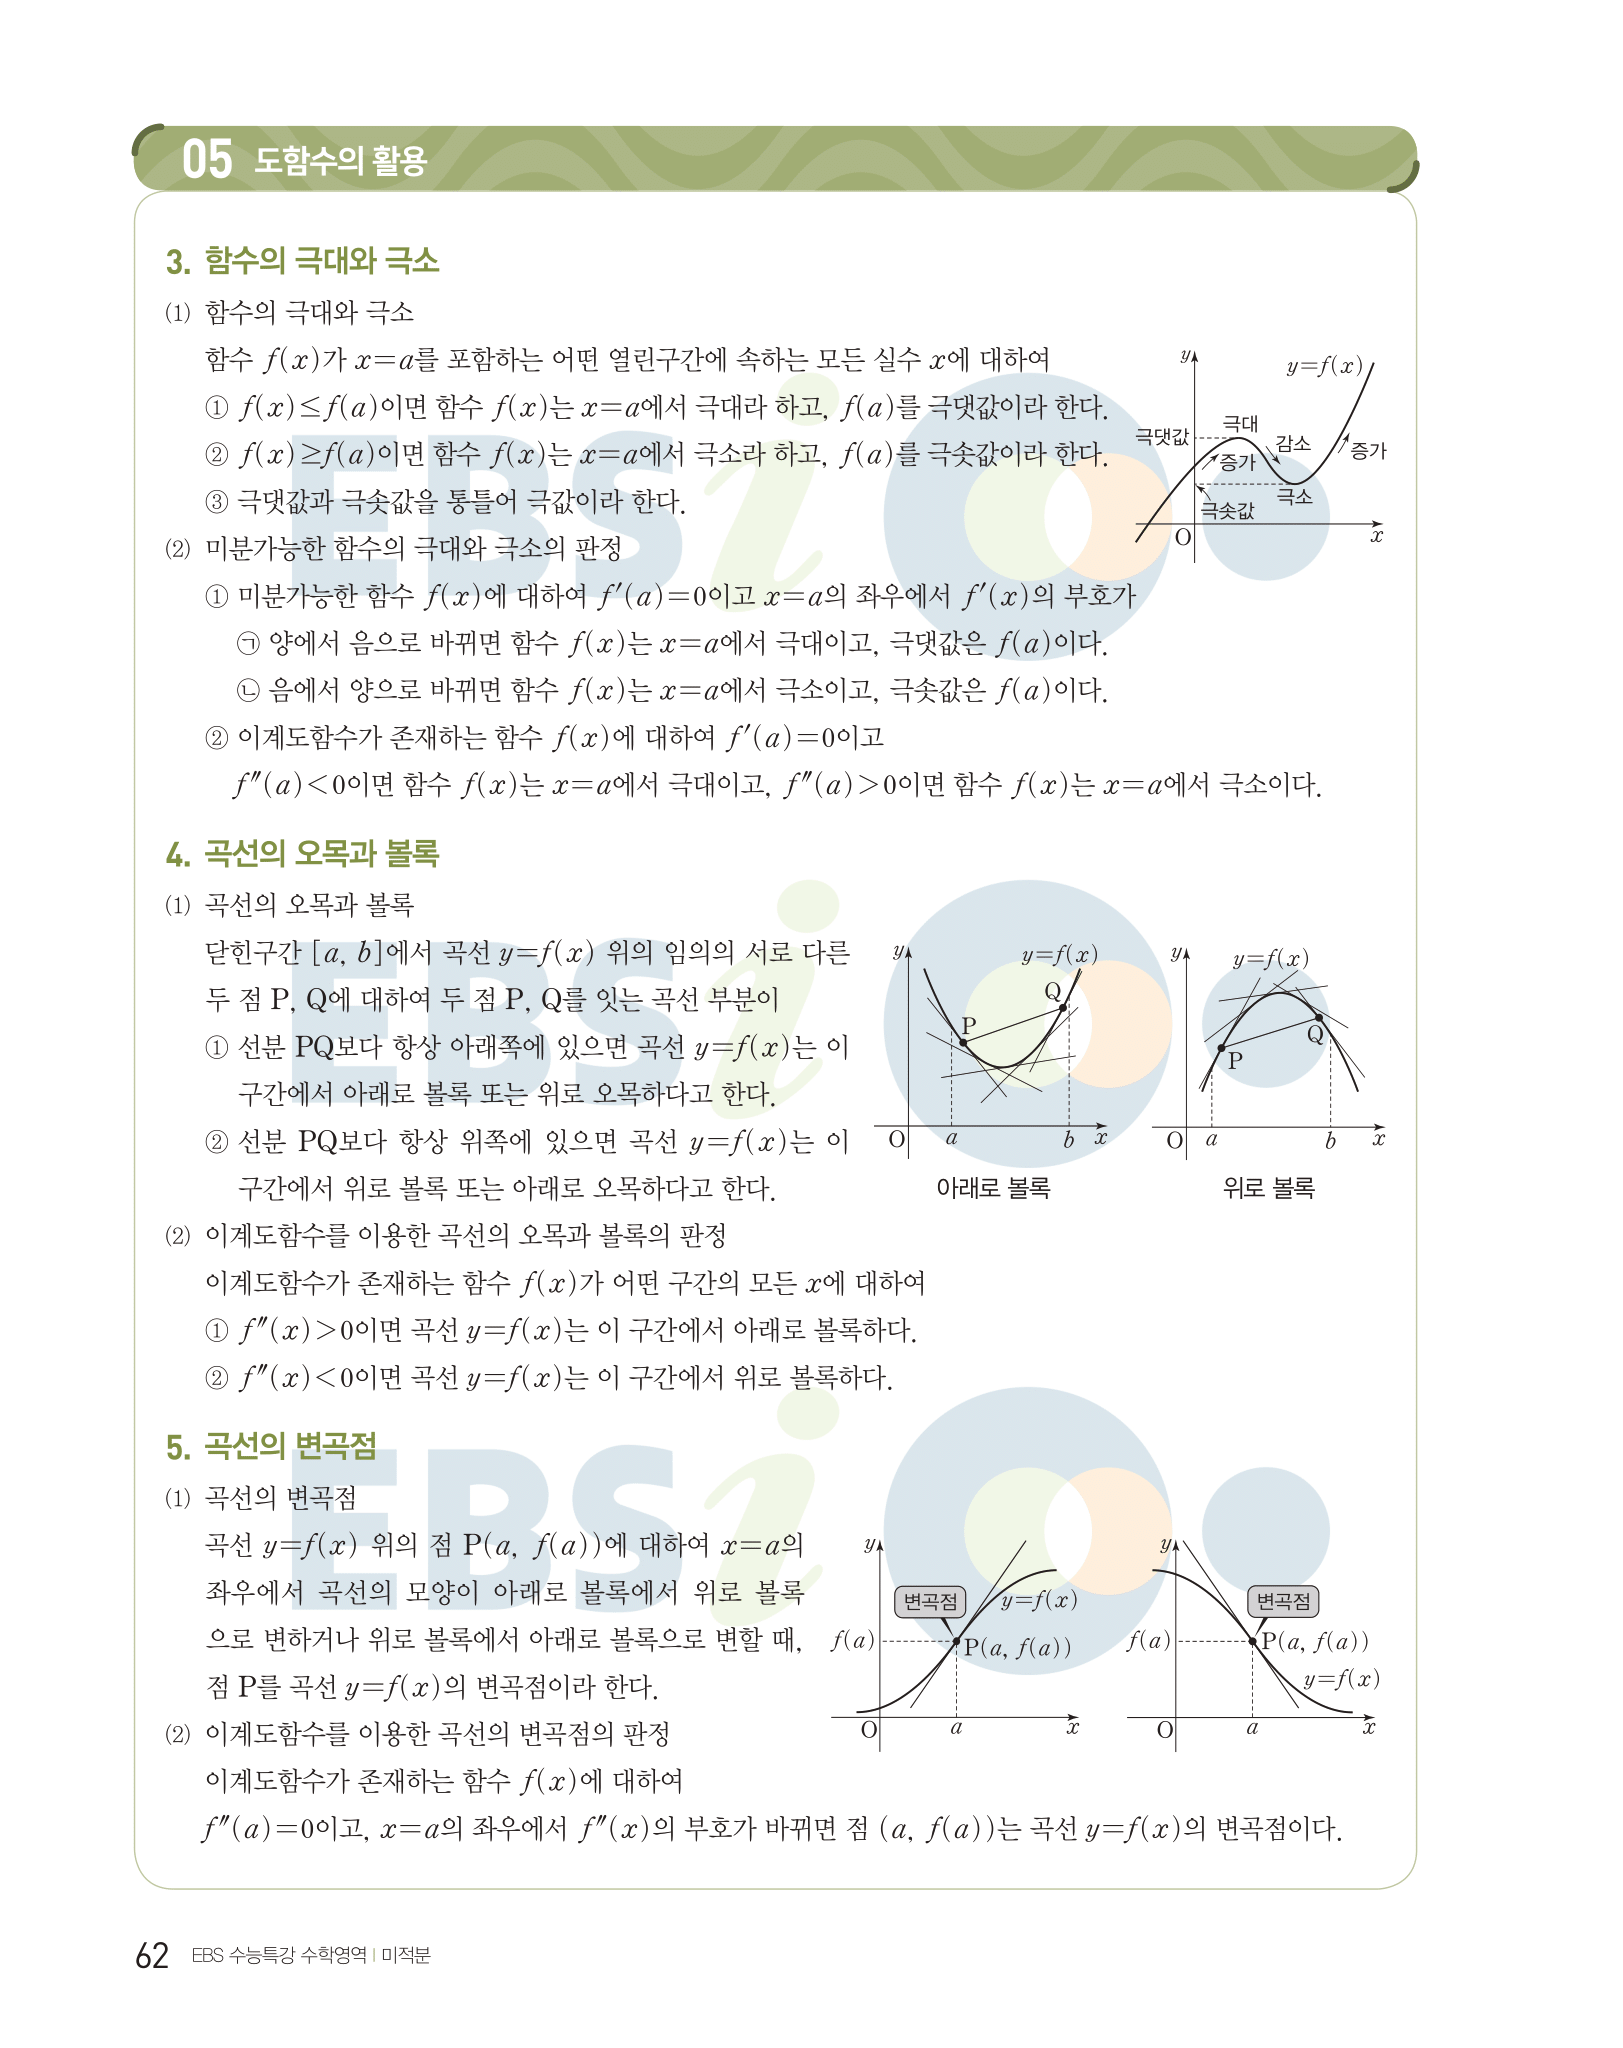 05 도함수의 활용
3. 함수의 극대와 극소
(1) 함수의 극대와 극소
함수 f(x)가 x=a를 포함하는 어떤 열린구간에 속하는 모든 실수 x에 대하여
① f(x)≤f(a)이면 함수 f(x)는 x=a에서 극대라 하고, f(a)를 극댓값이라 한다.
② f(x)≥f(a)이면 함수 f(x)는 x=a에서 극소라 하고, f(a)를 극솟값이라 한다.
③ 극댓값과 극솟값을 통틀어 극값이라 한다.
y
y=f(x)
극대
극댓값
감소
증가
증가
극소
극솟값
O
x
(2) 미분가능한 함수의 극대와 극소의 판정
① 미분가능한 함수 f(x)에 대하여 f′(a)=0이고 x=a의 좌우에서 f′(x)의 부호가
㉠ 양에서 음으로 바뀌면 함수 f(x)는 x=a에서 극대이고, 극댓값은 f(a)이다.
㉡ 음에서 양으로 바뀌면 함수 f(x)는 x=a에서 극소이고, 극솟값은 f(a)이다.
② 이계도함수가 존재하는 함수 f(x)에 대하여 f′(a)=0이고
f″(a)<0이면 함수 f(x)는 x=a에서 극대이고, f″(a)>0이면 함수 f(x)는 x=a에서 극소이다.
4. 곡선의 오목과 볼록
(1) 곡선의 오목과 볼록
닫힌구간 [a, b]에서 곡선 y=f(x) 위의 임의의 서로 다른
두 점 P, Q에 대하여 두 점 P, Q를 잇는 곡선 부분이
① 선분 PQ보다 항상 아래쪽에 있으면 곡선 y=f(x)는 이
구간에서 아래로 볼록 또는 위로 오목하다고 한다.
② 선분 PQ보다 항상 위쪽에 있으면 곡선 y=f(x)는 이
구간에서 위로 볼록 또는 아래로 오목하다고 한다.
y
y=f(x)
Q
P
O a b x
아래로 볼록
y
y=f(x)
Q
P
O a b x
위로 볼록
(2) 이계도함수를 이용한 곡선의 오목과 볼록의 판정
이계도함수가 존재하는 함수 f(x)가 어떤 구간의 모든 x에 대하여
① f″(x)>0이면 곡선 y=f(x)는 이 구간에서 아래로 볼록하다.
② f″(x)<0이면 곡선 y=f(x)는 이 구간에서 위로 볼록하다.
5. 곡선의 변곡점
(1) 곡선의 변곡점
곡선 y=f(x) 위의 점 P(a, f(a))에 대하여 x=a의
좌우에서 곡선의 모양이 아래로 볼록에서 위로 볼록
으로 변하거나 위로 볼록에서 아래로 볼록으로 변할 때,
점 P를 곡선 y=f(x)의 변곡점이라 한다.
y
변곡점
y=f(x)
f(a)
P(a, f(a))
O a x
y
변곡점
f(a)
P(a, f(a))
y=f(x)
O a x
(2) 이계도함수를 이용한 곡선의 변곡점의 판정
이계도함수가 존재하는 함수 f(x)에 대하여
f″(a)=0이고, x=a의 좌우에서 f″(x)의 부호가 바뀌면 점 (a, f(a))는 곡선 y=f(x)의 변곡점이다.
EBSi
EBSi
EBSi
62 EBS 수능특강 수학영역 | 미적분